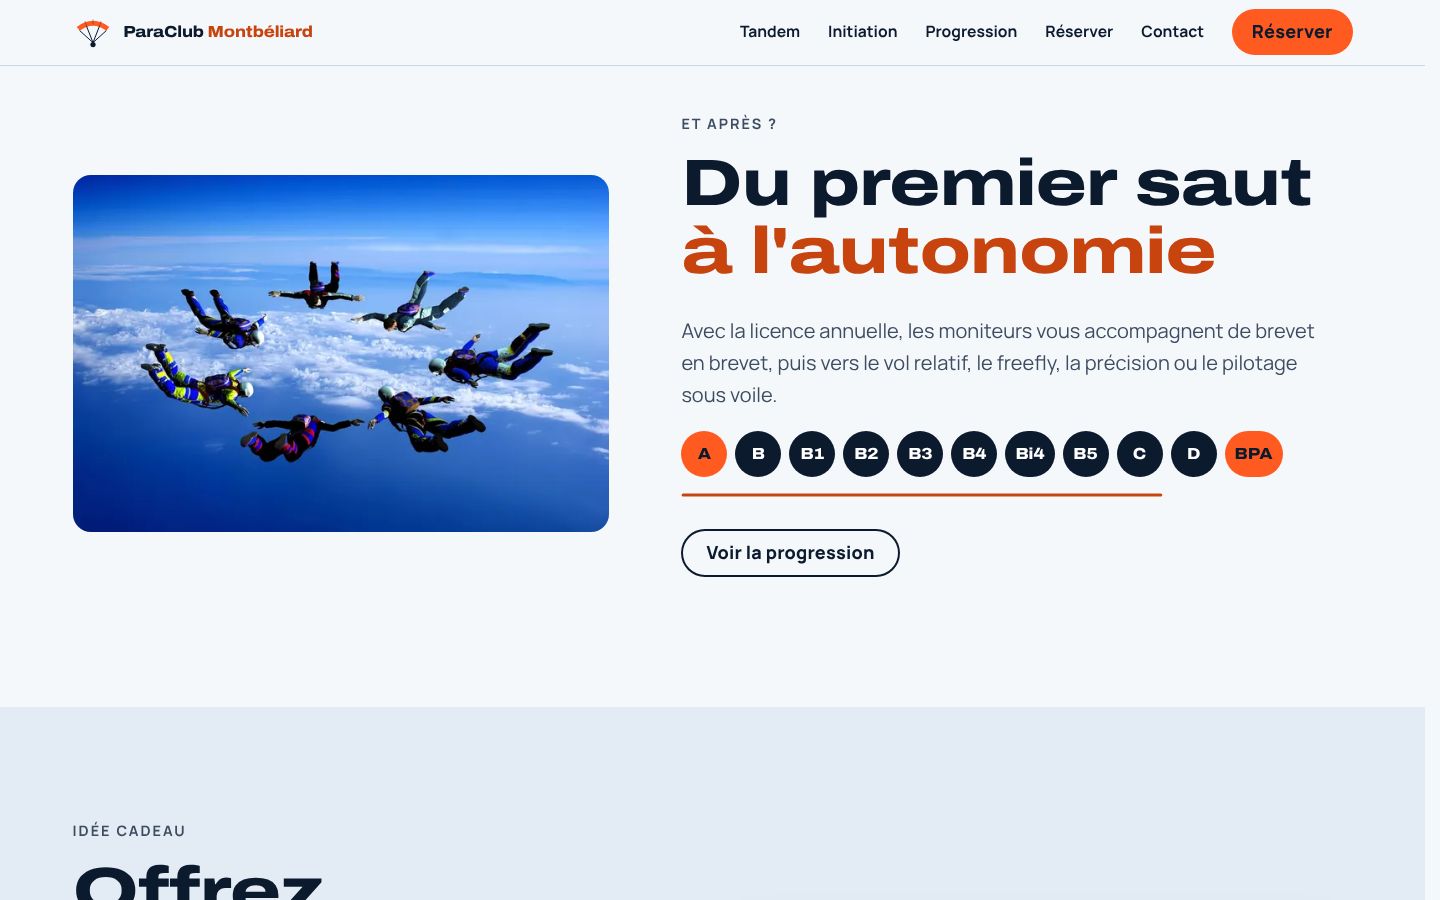 ParaClub Montbéliard
Tandem Initiation Progression Réserver Contact Réserver
ET APRÈS ?
Du premier saut
à l'autonomie
Avec la licence annuelle, les moniteurs vous accompagnent de brevet
en brevet, puis vers le vol relatif, le freefly, la précision ou le pilotage
sous voile.
A B B1 B2 B3 B4 Bi4 B5 C D BPA
Voir la progression
IDÉE CADEAU
Offrez